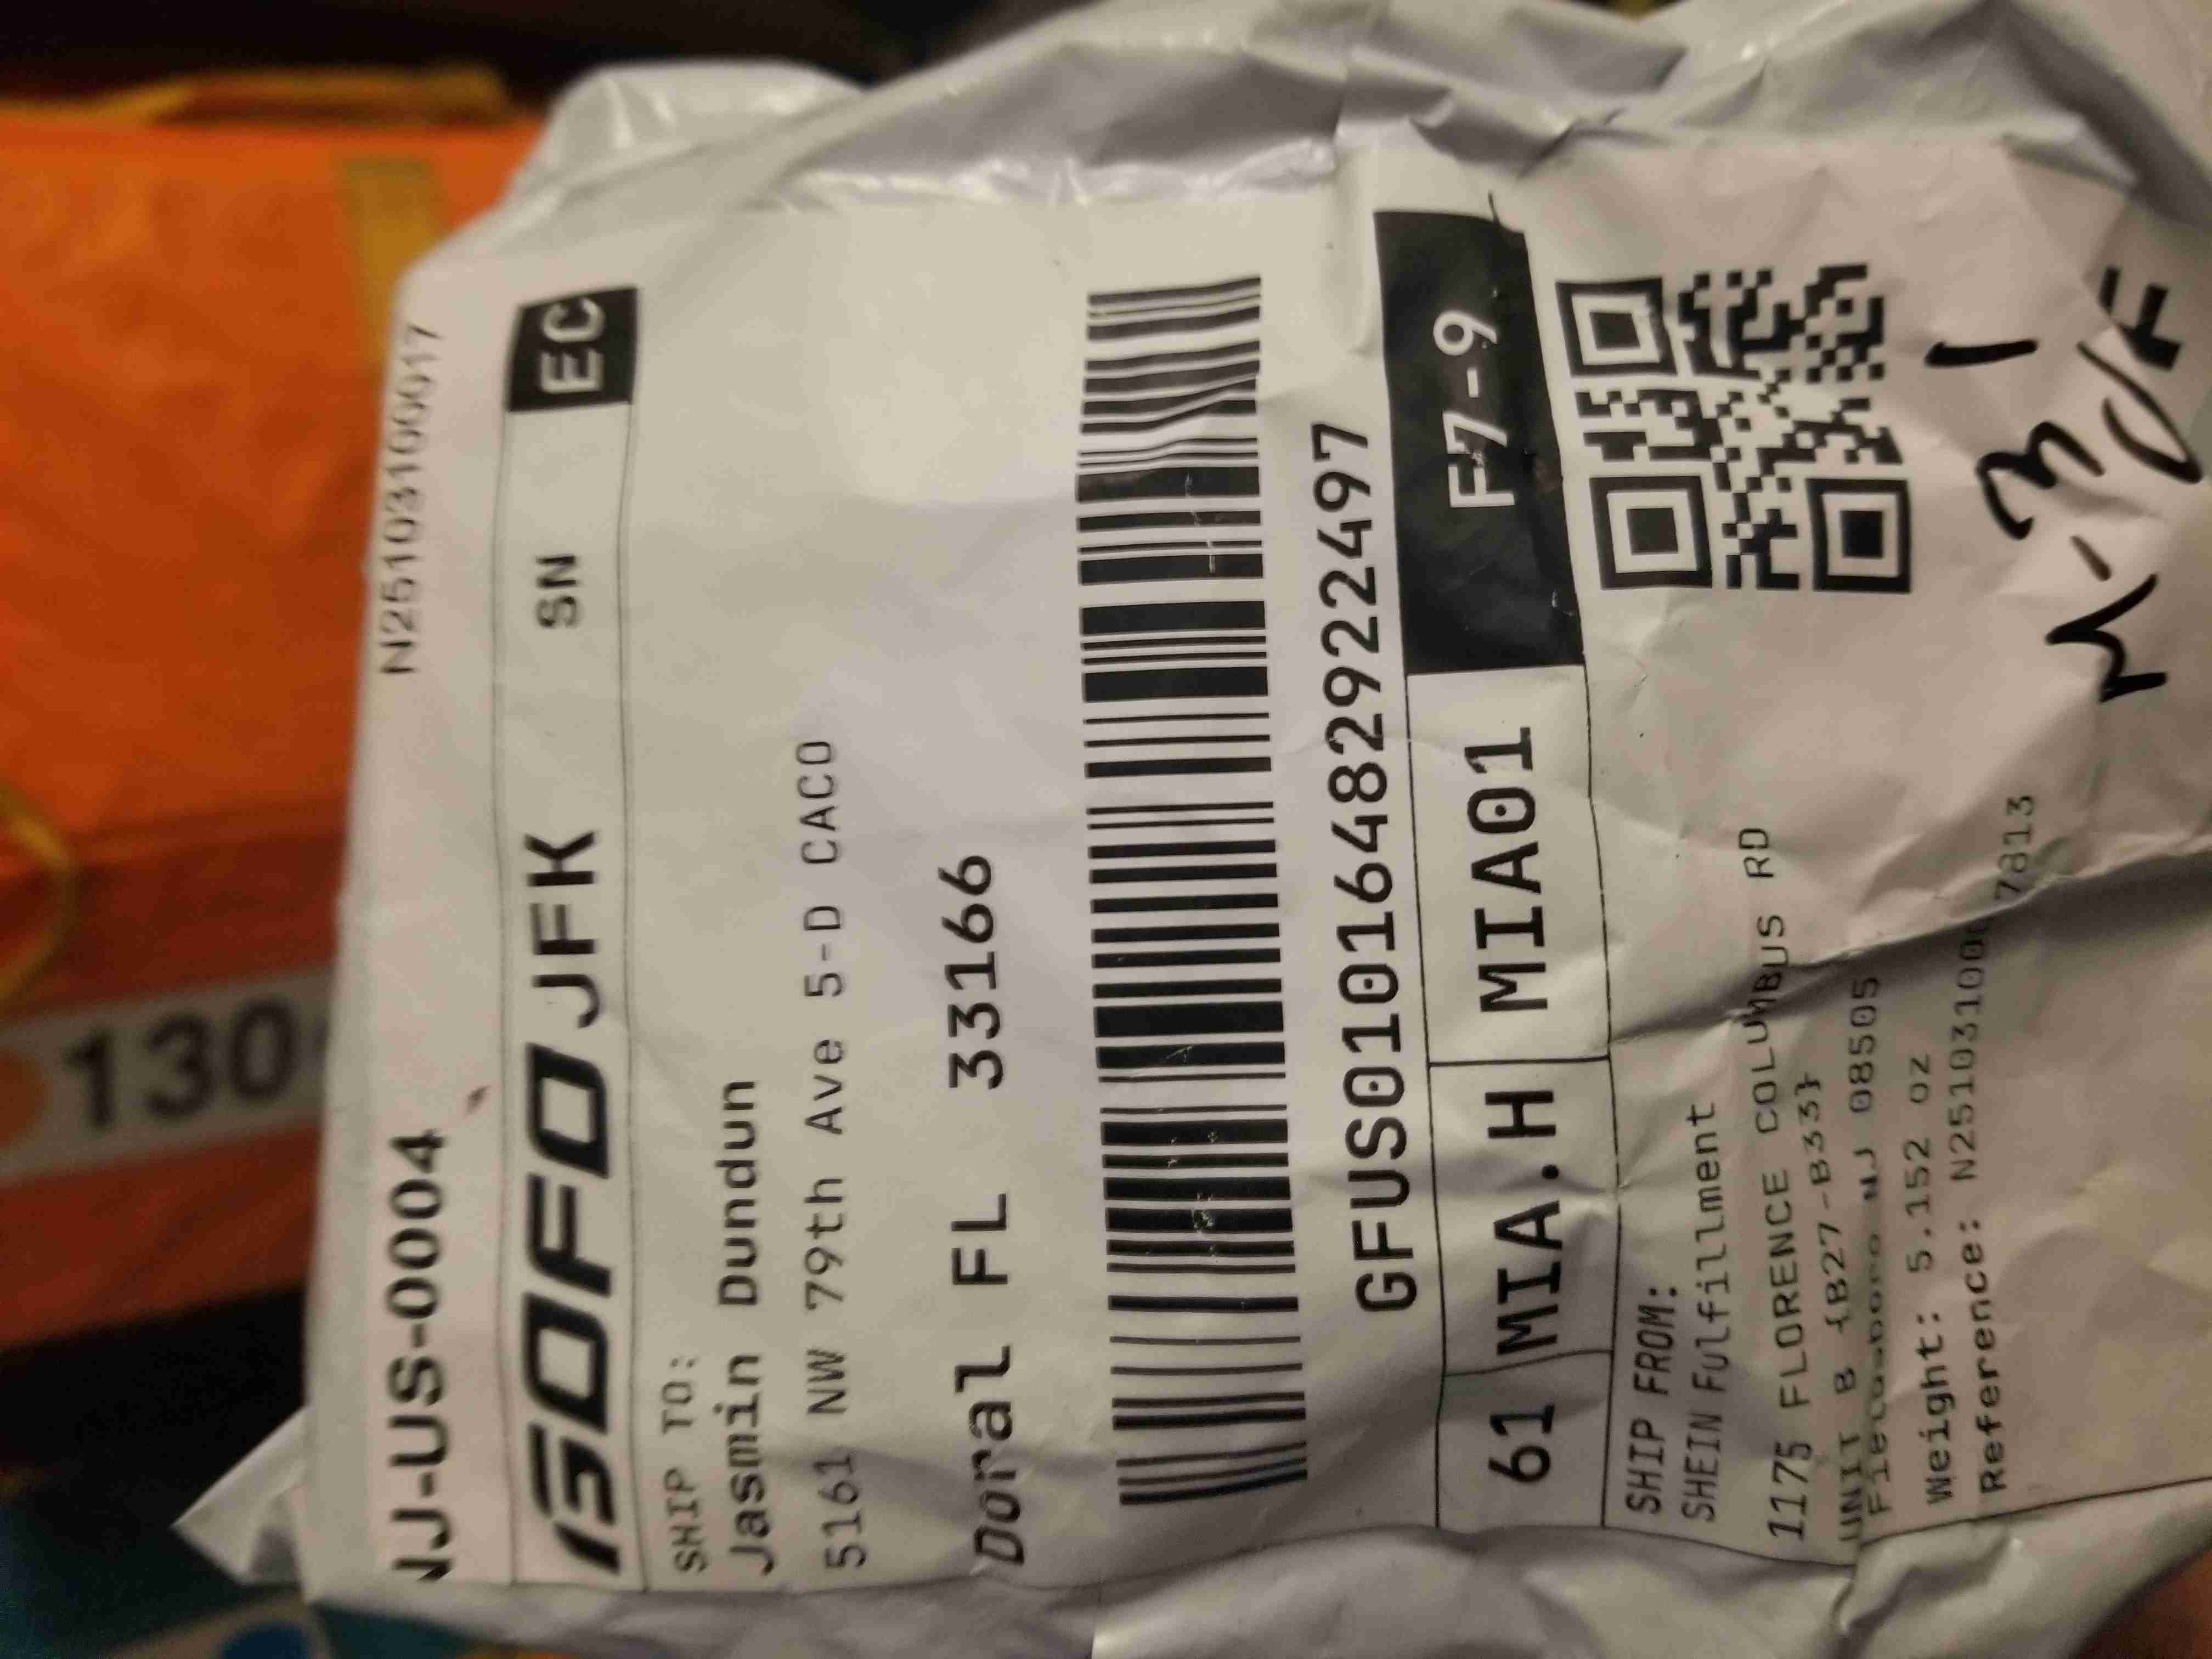 NJ-US-0004 N25103100017
GOFO JFK SN EC
SHIP TO:
Jasmin Dundun
5161 NW 79th Ave 5-D CACO
Doral FL 33166
GFUS01016482922497
61 MIA.H MIA01 F7-9
SHIP FROM:
SHEIN Fulfillment
1175 FLORENCE COLUMBUS RD
UNIT B {B27-B33}
NJ 08505
Weight: 5.152 oz
Reference:
130